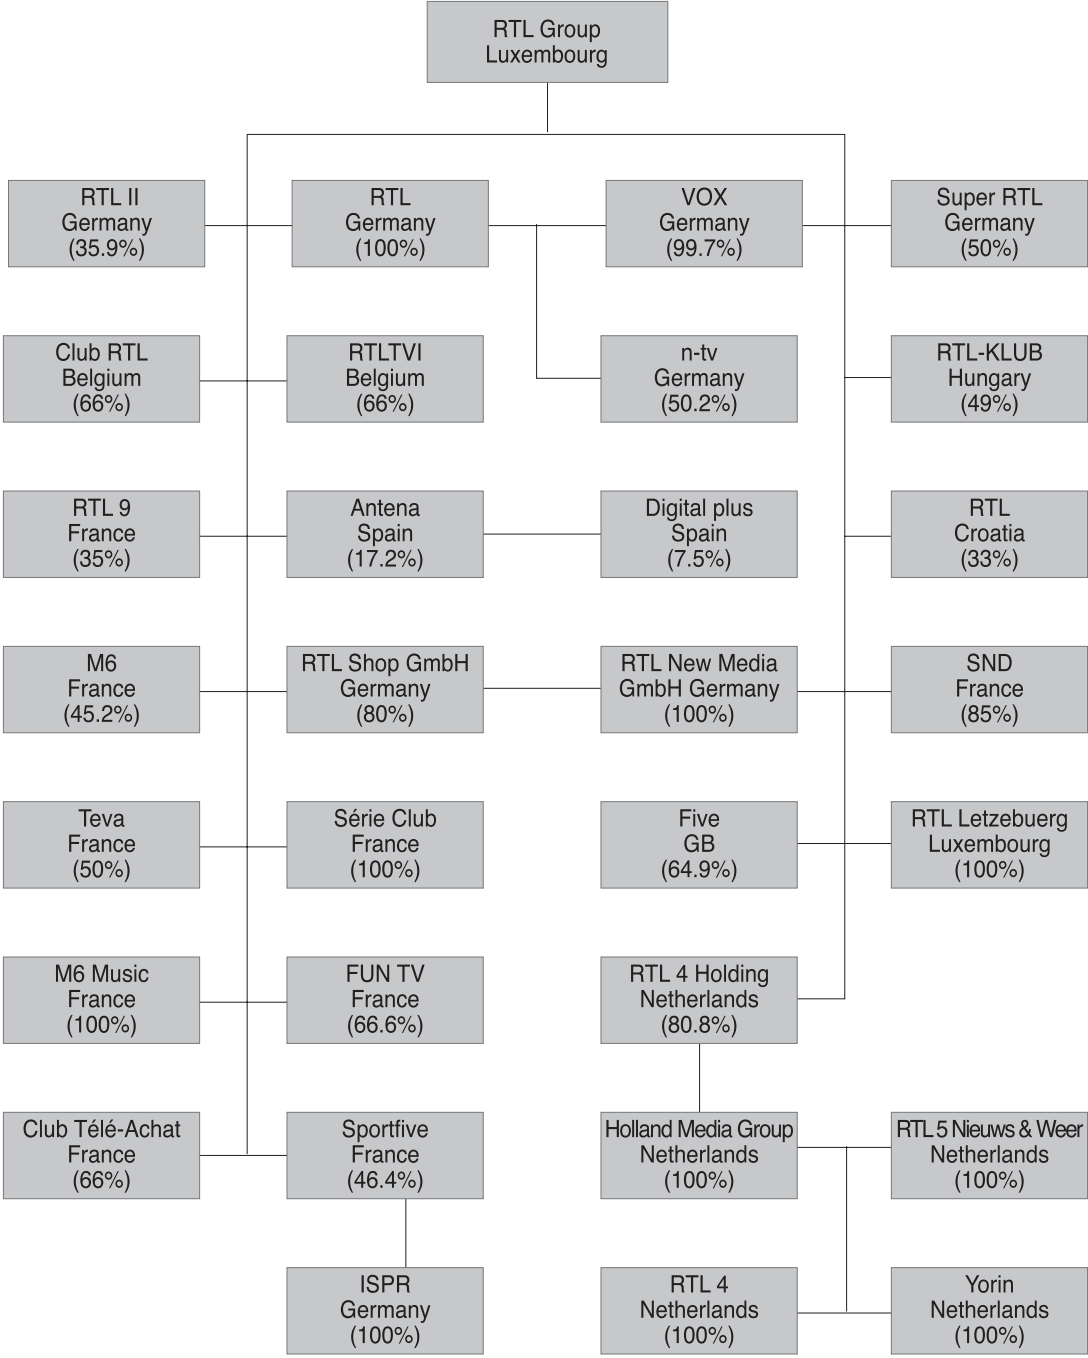 RTL Group
Luxembourg
RTL II
Germany
(35.9%)
RTL
Germany
(100%)
VOX
Germany
(99.7%)
Super RTL
Germany
(50%)
Club RTL
Belgium
(66%)
RTLTVI
Belgium
(66%)
n-tv
Germany
(50.2%)
RTL-KLUB
Hungary
(49%)
RTL 9
France
(35%)
Antena
Spain
(17.2%)
Digital plus
Spain
(7.5%)
RTL
Croatia
(33%)
M6
France
(45.2%)
RTL Shop GmbH
Germany
(80%)
RTL New Media
GmbH Germany
(100%)
SND
France
(85%)
Teva
France
(50%)
Série Club
France
(100%)
Five
GB
(64.9%)
RTL Letzebuerg
Luxembourg
(100%)
M6 Music
France
(100%)
FUN TV
France
(66.6%)
RTL 4 Holding
Netherlands
(80.8%)
Club Télé-Achat
France
(66%)
Sportfive
France
(46.4%)
Holland Media Group
Netherlands
(100%)
RTL 5 Nieuws & Weer
Netherlands
(100%)
ISPR
Germany
(100%)
RTL 4
Netherlands
(100%)
Yorin
Netherlands
(100%)